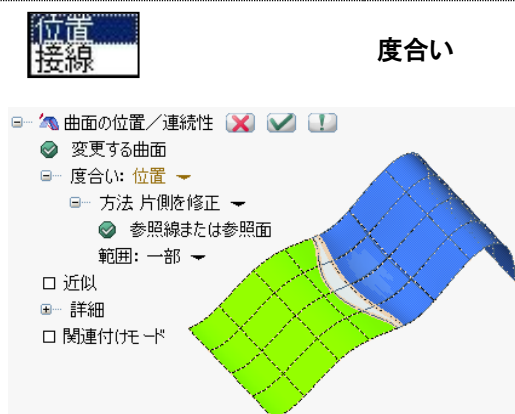 位置
接線
度合い
曲面の位置／連続性
変更する曲面
度合い: 位置
方法 片側を修正
参照線または参照面
範囲: 一部
近似
詳細
関連付けモード